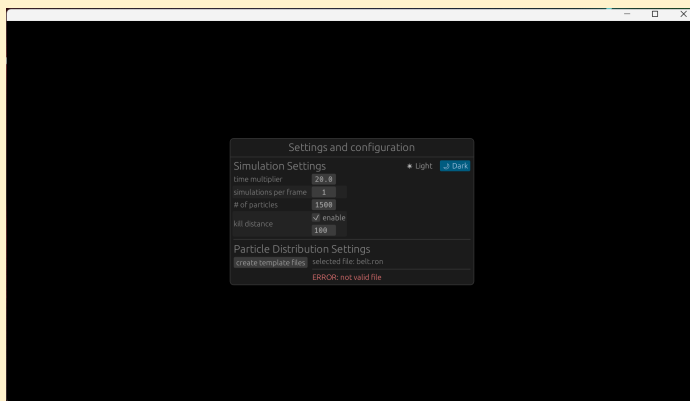 Settings and configuration
Simulation Settings
Light
Dark
time multiplier 20.0
simulations per frame 1
# of particles 1500
kill distance
enable
100
Particle Distribution Settings
create template files selected file: belt.ron
ERROR: not valid file